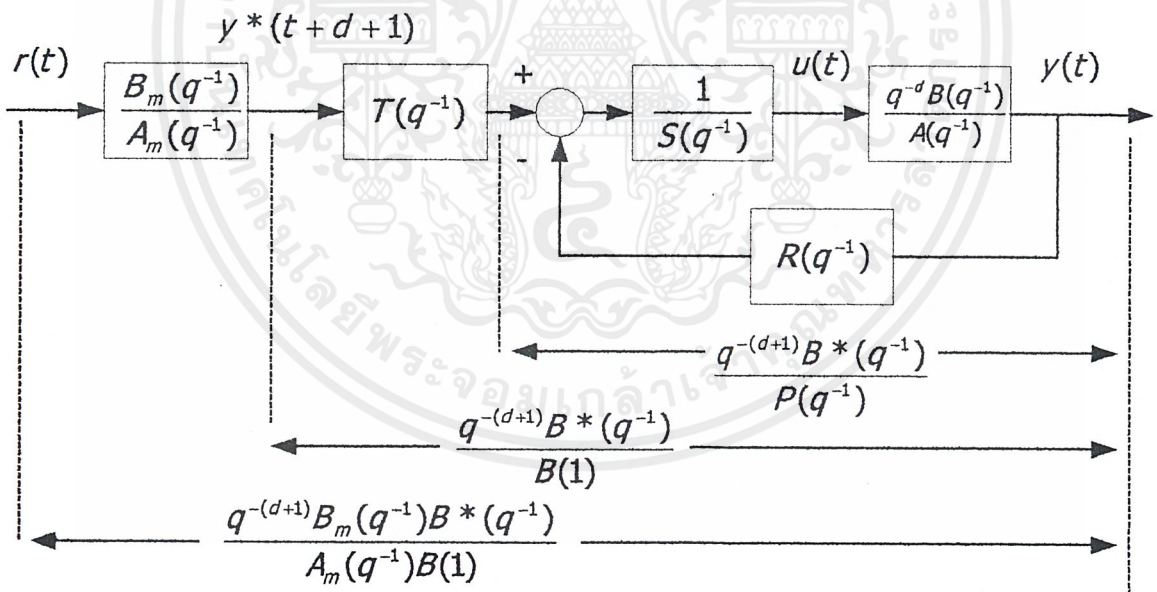 y * (t + d + 1)
r(t)
B_m(q^{-1}) / A_m(q^{-1})
T(q^{-1})
+
-
1 / S(q^{-1})
u(t)
q^{-d} B(q^{-1}) / A(q^{-1})
y(t)
R(q^{-1})
q^{-(d+1)} B * (q^{-1}) / P(q^{-1})
q^{-(d+1)} B * (q^{-1}) / B(1)
q^{-(d+1)} B_m(q^{-1}) B * (q^{-1}) / A_m(q^{-1}) B(1)